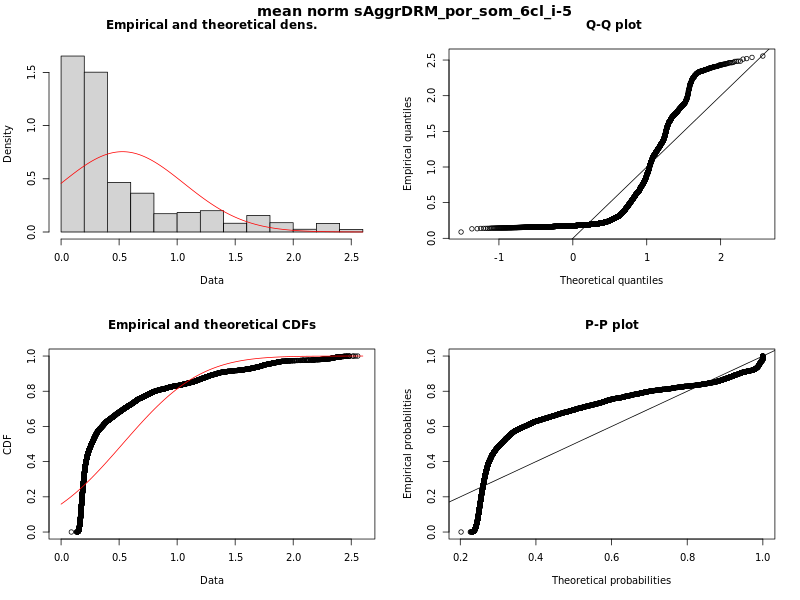 mean norm sAggrDRM_por_som_6cl_i-5
Empirical and theoretical dens.
Density
0.0 0.5 1.0 1.5
0.0 0.5 1.0 1.5 2.0 2.5
Data
Q-Q plot
Empirical quantiles
0.0 0.5 1.0 1.5 2.0 2.5
-1 0 1 2
Theoretical quantiles
Empirical and theoretical CDFs
CDF
0.0 0.2 0.4 0.6 0.8 1.0
0.0 0.5 1.0 1.5 2.0 2.5
Data
P-P plot
Empirical probabilities
0.0 0.2 0.4 0.6 0.8 1.0
0.2 0.4 0.6 0.8 1.0
Theoretical probabilities